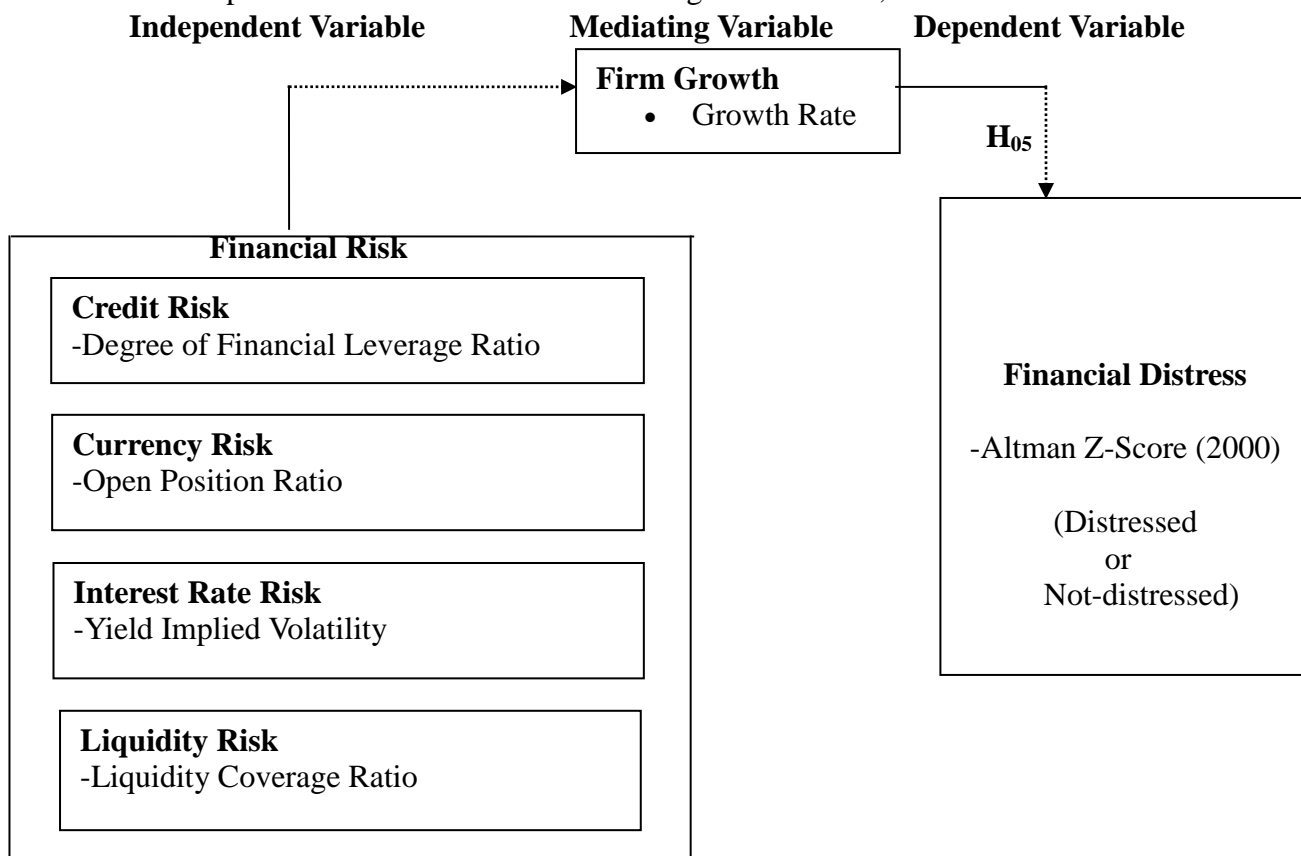 Independent Variable Mediating Variable Dependent Variable
Firm Growth
• Growth Rate
H05
Financial Risk
Credit Risk
-Degree of Financial Leverage Ratio
Currency Risk
-Open Position Ratio
Interest Rate Risk
-Yield Implied Volatility
Liquidity Risk
-Liquidity Coverage Ratio
Financial Distress
-Altman Z-Score (2000)
(Distressed
or
Not-distressed)